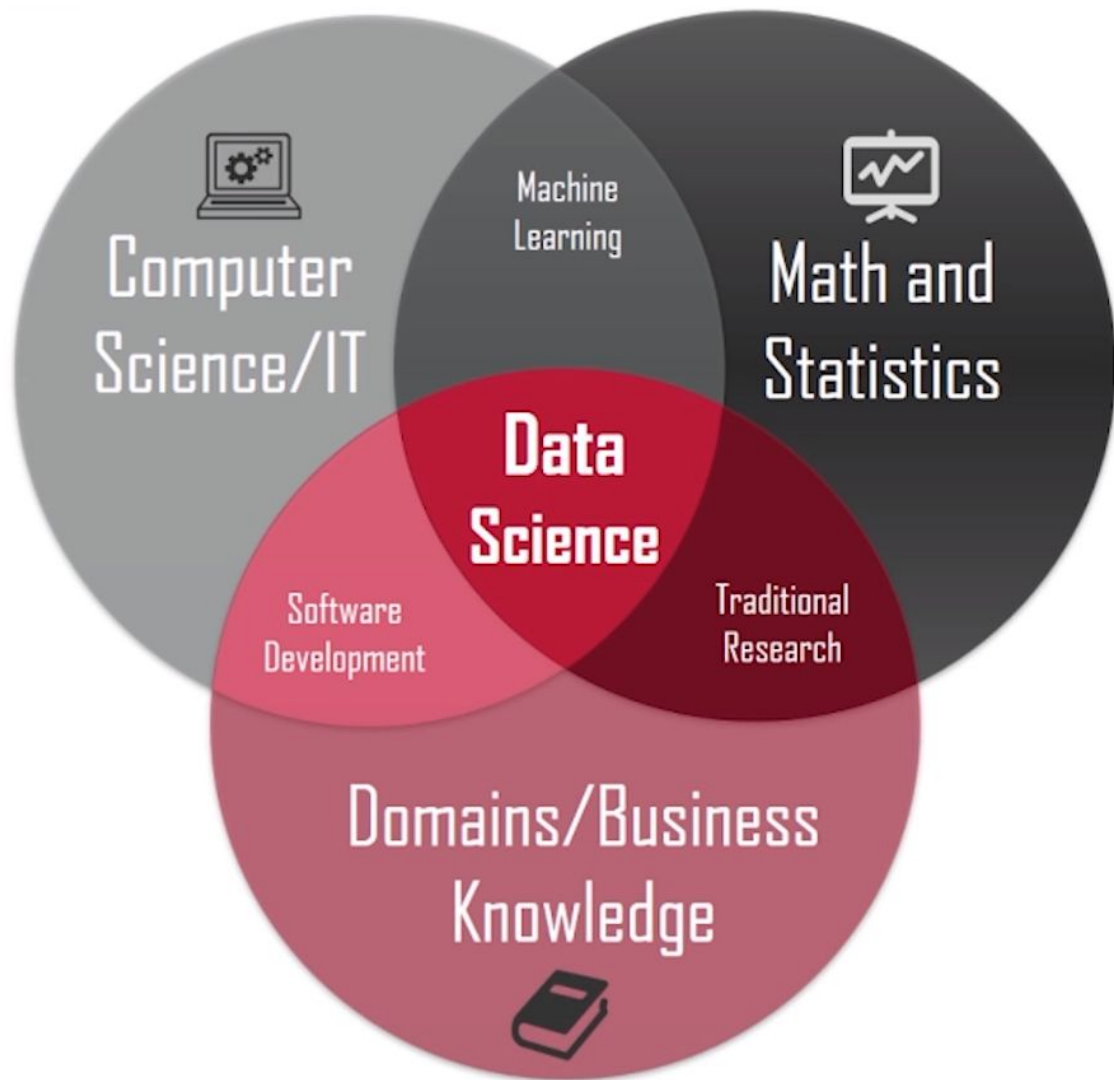 Machine
Learning
Computer
Science/IT
Math and
Statistics
Data
Science
Software
Development
Traditional
Research
Domains/Business
Knowledge